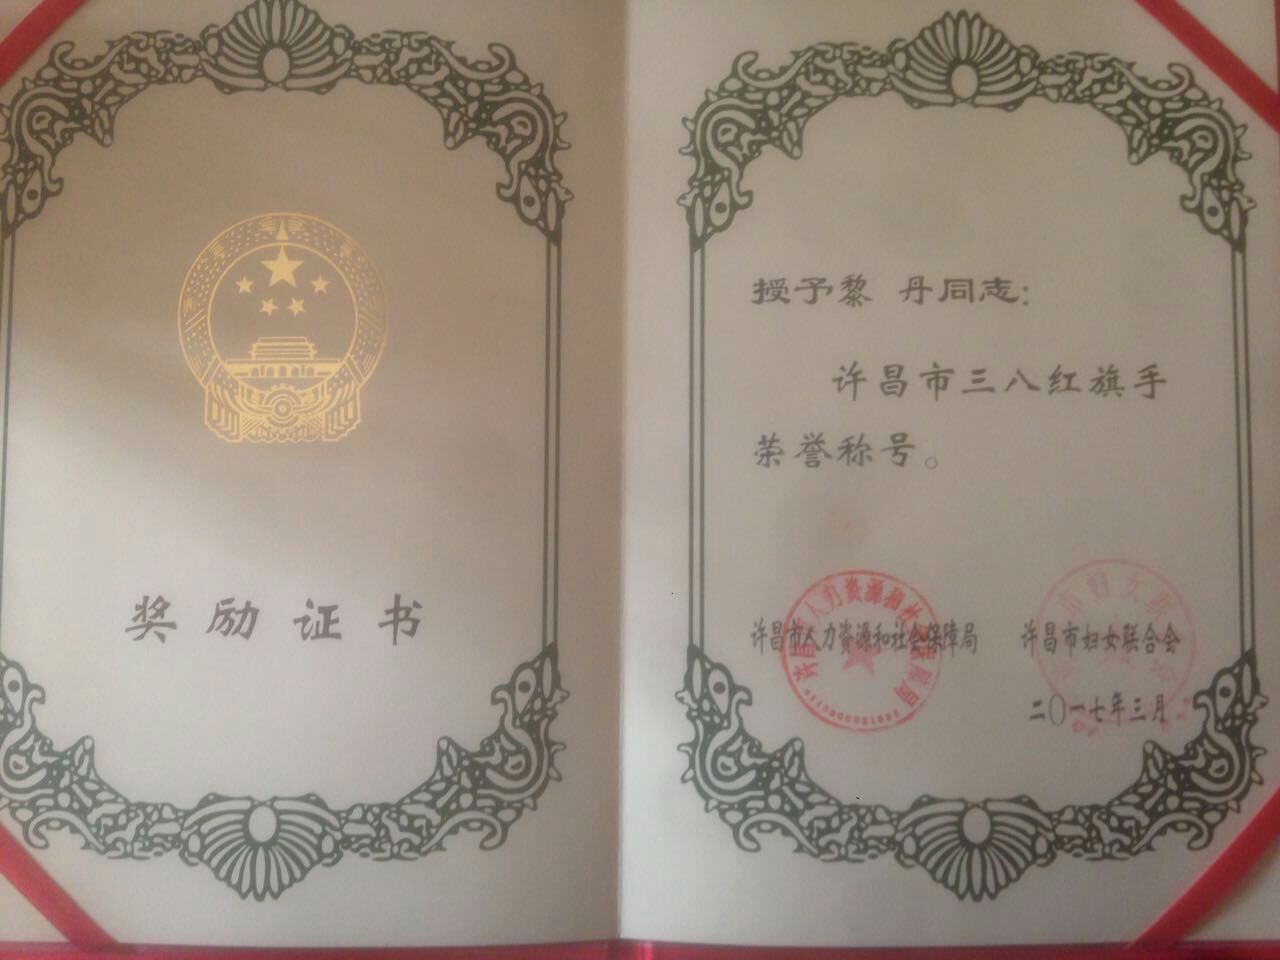 奖励证书
授予黎 丹同志：
许昌市三八红旗手
荣誉称号。
许昌市人力资源和社会保障局 许昌市妇女联合会
二〇一七年三月